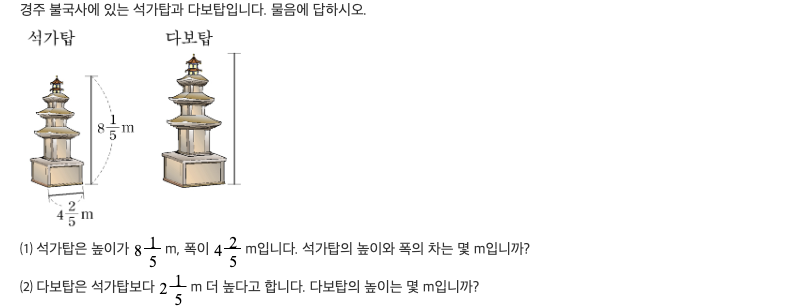 경주 불국사에 있는 석가탑과 다보탑입니다. 물음에 답하시오.
석가탑 다보탑
8 1/5 m
4 2/5 m
(1) 석가탑은 높이가 8 1/5 m, 폭이 4 2/5 m입니다. 석가탑의 높이와 폭의 차는 몇 m입니까?
(2) 다보탑은 석가탑보다 2 1/5 m 더 높다고 합니다. 다보탑의 높이는 몇 m입니까?